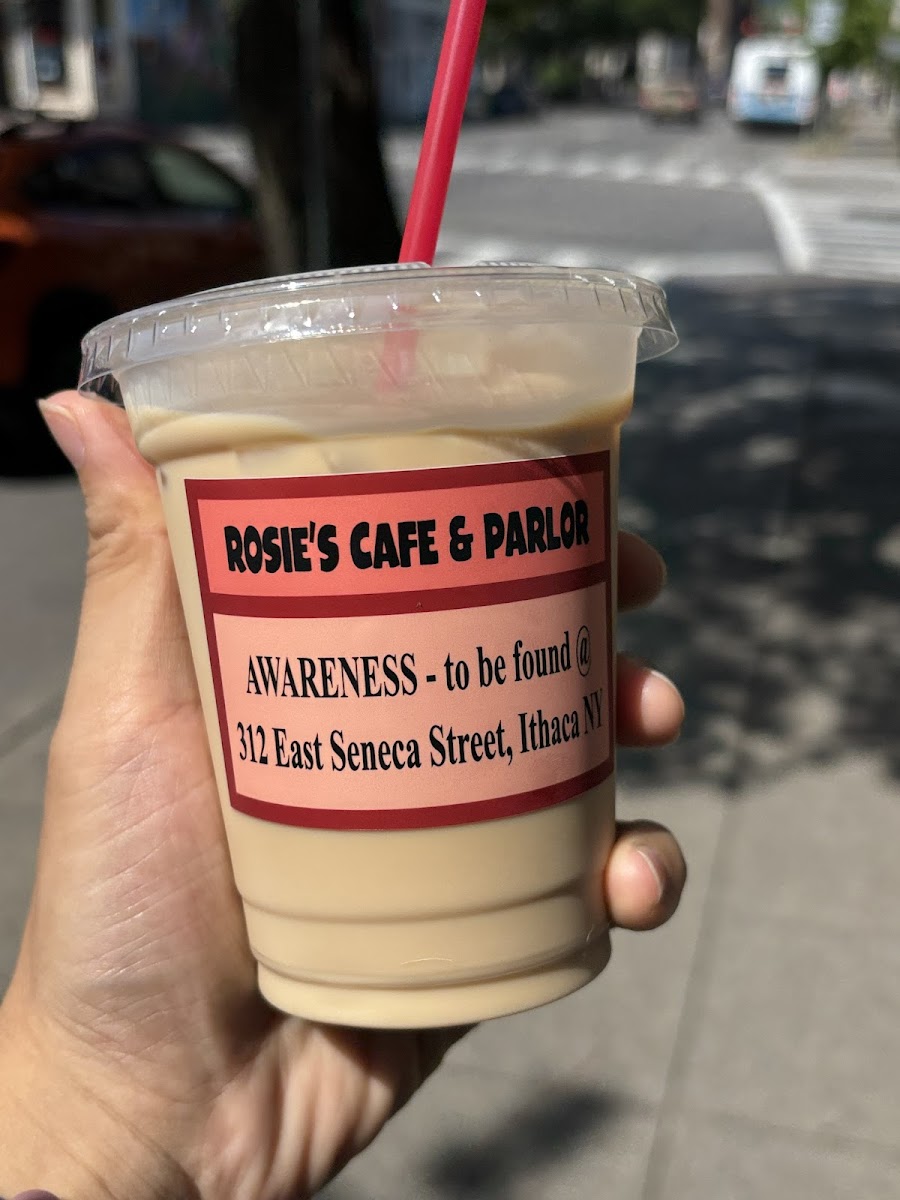 ROSIE'S CAFE & PARLOR
AWARENESS - to be found @
312 East Seneca Street, Ithaca NY